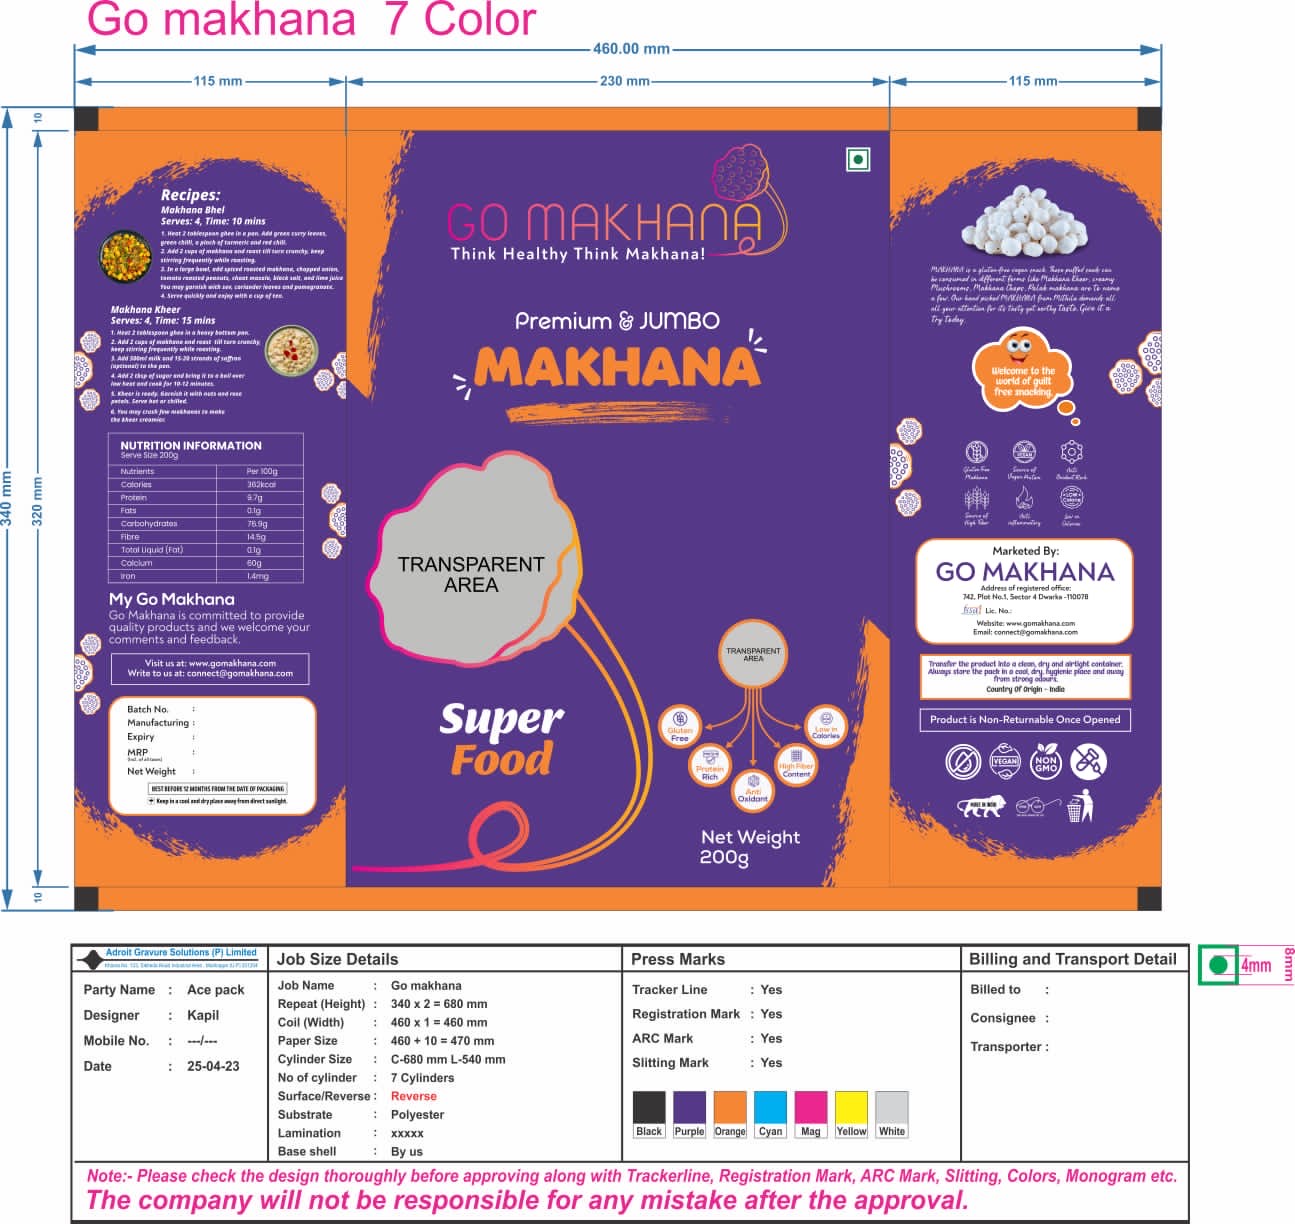 Go makhana 7 Color
460.00 mm
115 mm
230 mm
115 mm
10
340 mm
320 mm
10
Recipes:
Makhana Bhel
Serves: 4, Time: 10 mins
1. Heat 2 tablespoon ghee in a pan. Add green curry leaves,
green chilli, a pinch of turmeric and red chili.
2. Add 2 cups of makhana and roast till turn crunchy, keep
stirring frequently while roasting.
3. In a large bowl, add spiced roasted makhana, chopped onion,
tomato roasted peanuts, chaat masala, black salt, and lime juice
You may garnish with sev, coriander leaves and pomegranate.
4. Serve quickly and enjoy with a cup of tea.
Makhana Kheer
Serves: 4, Time: 15 mins
1. Heat 2 tablespoon ghee in a heavy bottom pan.
2. Add 2 cups of makhana and roast till turn crunchy,
keep stirring frequently while roasting.
3. Add 500ml milk and 15-20 strands of saffron
(optional) to the pan.
4. Add 2 tbsp of sugar and bring it to a boil over
low heat and cook for 10-12 minutes.
5. Kheer is ready. Garnish it with nuts and rose
petals. Serve hot or chilled.
6. You may crush few makhanas to make
the kheer creamier.
NUTRITION INFORMATION
Serve Size 200g
Nutrients Per 100g
Calories 362kcal
Protein 9.7g
Fats 0.1g
Carbohydrates 76.9g
Fibre 14.5g
Total Liquid (Fat) 0.1g
Calcium 60g
Iron 1.4mg
My Go Makhana
Go Makhana is committed to provide
quality products and we welcome your
comments and feedback.
Visit us at: www.gomakhana.com
Write to us at: connect@gomakhana.com
Batch No. :
Manufacturing :
Expiry :
MRP :
(Incl. of all taxes)
Net Weight :
BEST BEFORE 12 MONTHS FROM THE DATE OF PACKAGING
Keep in a cool and dry place away from direct sunlight.
GO MAKHANA
Think Healthy Think Makhana!
Premium & JUMBO
MAKHANA
TRANSPARENT
AREA
Super
Food
TRANSPARENT
AREA
Gluten
Free
Protein
Rich
Anti
Oxidant
High Fiber
Content
Low in
Calories
Net Weight
200g
MAKHANA is a gluten-free vegan snack. These puffed seeds can
be consumed in different forms like Makhana Kheer, creamy
Mushrooms, Makhana Chaps, Palak makhana are to name
a few. Our hand picked MAKHANA from Mithila demands all
all your attention for its tasty yet earthy taste. Give it a
Try Today.
Welcome to the
world of guilt
free snacking.
Gluten Free
Makhana
Source of
Vegan Protein
Anti
Oxidant Rich
Source of
High Fiber
Anti
inflammatory
LOW
Low in
Calories
Marketed By:
GO MAKHANA
Address of registered office:
742, Plot No.1, Sector 4 Dwarka -110078
fssai Lic. No.:
Website: www.gomakhana.com
Email: connect@gomakhana.com
Transfer the product into a clean, dry and airtight container.
Always store the pack in a cool, dry, hygienic place and away
from strong odours.
Country Of Origin - India
Product is Non-Returnable Once Opened
VEGAN
NON
GMO
MAKE IN INDIA
Adroit Gravure Solutions (P) Limited
Party Name : Ace pack
Designer : Kapil
Mobile No. : ---/---
Date : 25-04-23
Job Size Details
Job Name : Go makhana
Repeat (Height) : 340 x 2 = 680 mm
Coil (Width) : 460 x 1 = 460 mm
Paper Size : 460 + 10 = 470 mm
Cylinder Size : C-680 mm L-540 mm
No of cylinder : 7 Cylinders
Surface/Reverse : Reverse
Substrate : Polyester
Lamination : xxxxx
Base shell : By us
Press Marks
Tracker Line : Yes
Registration Mark : Yes
ARC Mark : Yes
Slitting Mark : Yes
Black Purple Orange Cyan Mag Yellow White
Billing and Transport Detail
Billed to :
Consignee :
Transporter :
4mm
8mm
Note:- Please check the design thoroughly before approving along with Trackerline, Registration Mark, ARC Mark, Slitting, Colors, Monogram etc.
The company will not be responsible for any mistake after the approval.